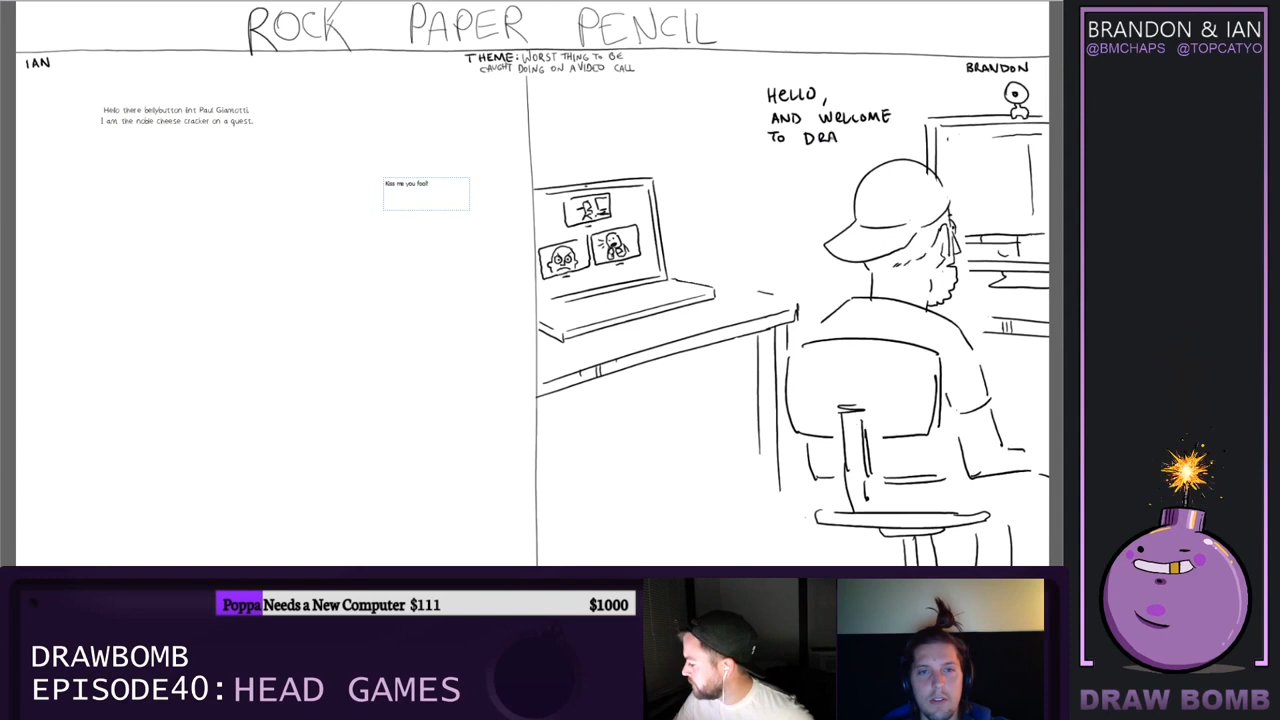 ROCK PAPER PENCIL
IAN
THEME: WORST THING TO BE
CAUGHT DOING ON A VIDEO CALL
BRANDON
Hello there bellybutton lint Paul Giamotti.
I am the noble cheese cracker on a quest.
HELLO,
AND WELCOME
TO DRA
Kiss me you fool!
BRANDON & IAN
@BMCHAPS @TOPCATYO
Poppa Needs a New Computer $111 $1000
DRAWBOMB
EPISODE40: HEAD GAMES
DRAW BOMB